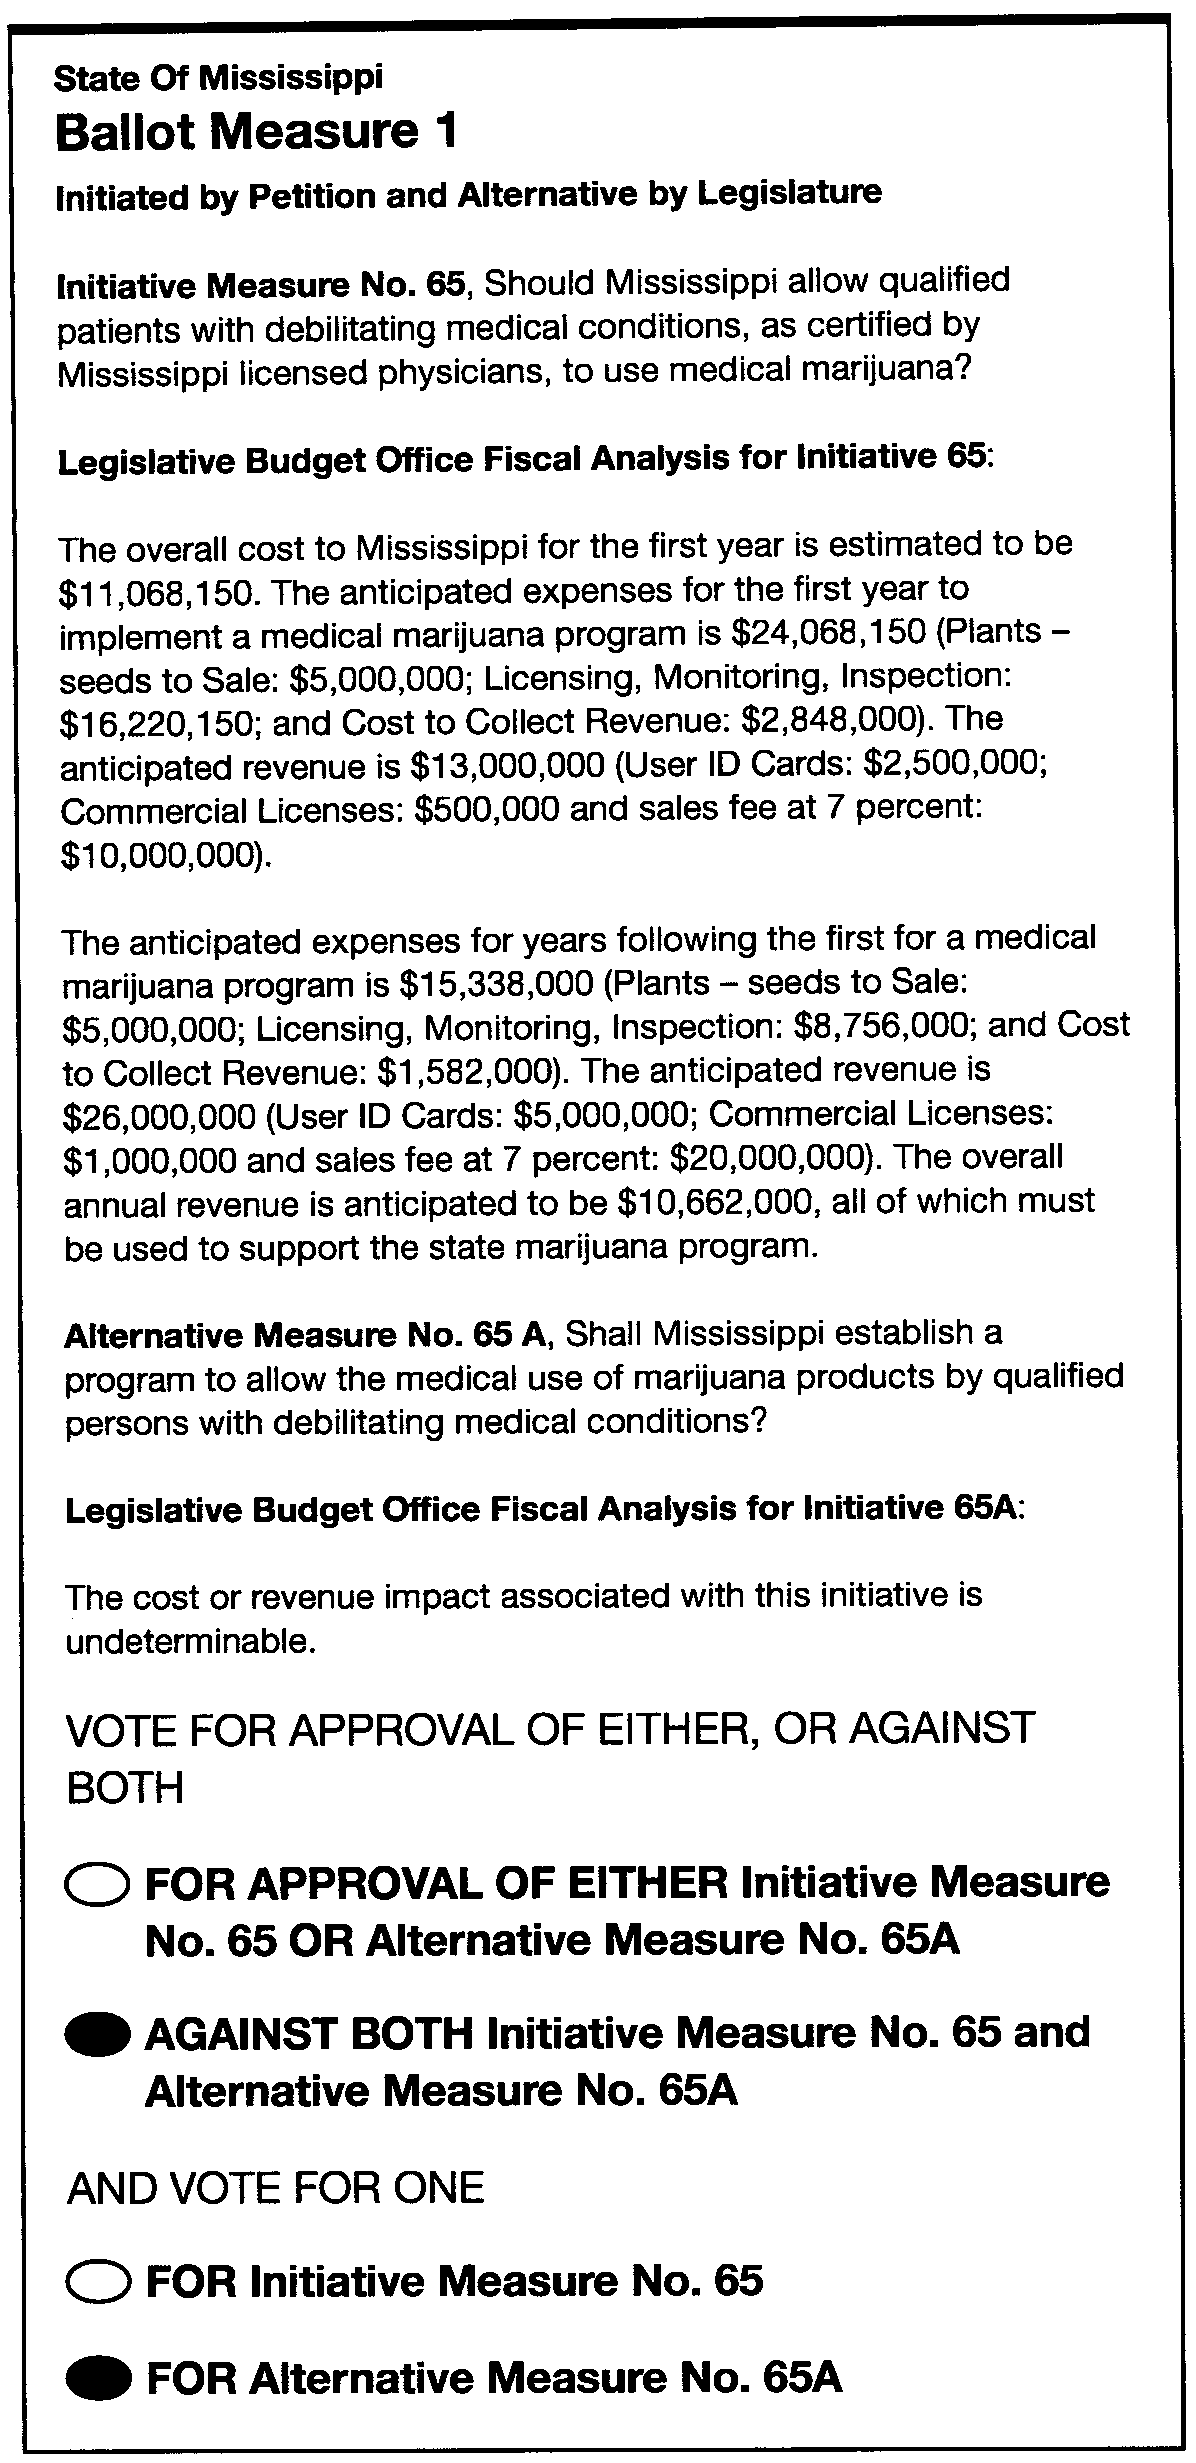 State Of Mississippi
Ballot Measure 1
Initiated by Petition and Alternative by Legislature
Initiative Measure No. 65, Should Mississippi allow qualified
patients with debilitating medical conditions, as certified by
Mississippi licensed physicians, to use medical marijuana?
Legislative Budget Office Fiscal Analysis for Initiative 65:
The overall cost to Mississippi for the first year is estimated to be
$11,068,150. The anticipated expenses for the first year to
implement a medical marijuana program is $24,068,150 (Plants –
seeds to Sale: $5,000,000; Licensing, Monitoring, Inspection:
$16,220,150; and Cost to Collect Revenue: $2,848,000). The
anticipated revenue is $13,000,000 (User ID Cards: $2,500,000;
Commercial Licenses: $500,000 and sales fee at 7 percent:
$10,000,000).
The anticipated expenses for years following the first for a medical
marijuana program is $15,338,000 (Plants – seeds to Sale:
$5,000,000; Licensing, Monitoring, Inspection: $8,756,000; and Cost
to Collect Revenue: $1,582,000). The anticipated revenue is
$26,000,000 (User ID Cards: $5,000,000; Commercial Licenses:
$1,000,000 and sales fee at 7 percent: $20,000,000). The overall
annual revenue is anticipated to be $10,662,000, all of which must
be used to support the state marijuana program.
Alternative Measure No. 65 A, Shall Mississippi establish a
program to allow the medical use of marijuana products by qualified
persons with debilitating medical conditions?
Legislative Budget Office Fiscal Analysis for Initiative 65A:
The cost or revenue impact associated with this initiative is
undeterminable.
VOTE FOR APPROVAL OF EITHER, OR AGAINST
BOTH
FOR APPROVAL OF EITHER Initiative Measure
No. 65 OR Alternative Measure No. 65A
AGAINST BOTH Initiative Measure No. 65 and
Alternative Measure No. 65A
AND VOTE FOR ONE
FOR Initiative Measure No. 65
FOR Alternative Measure No. 65A